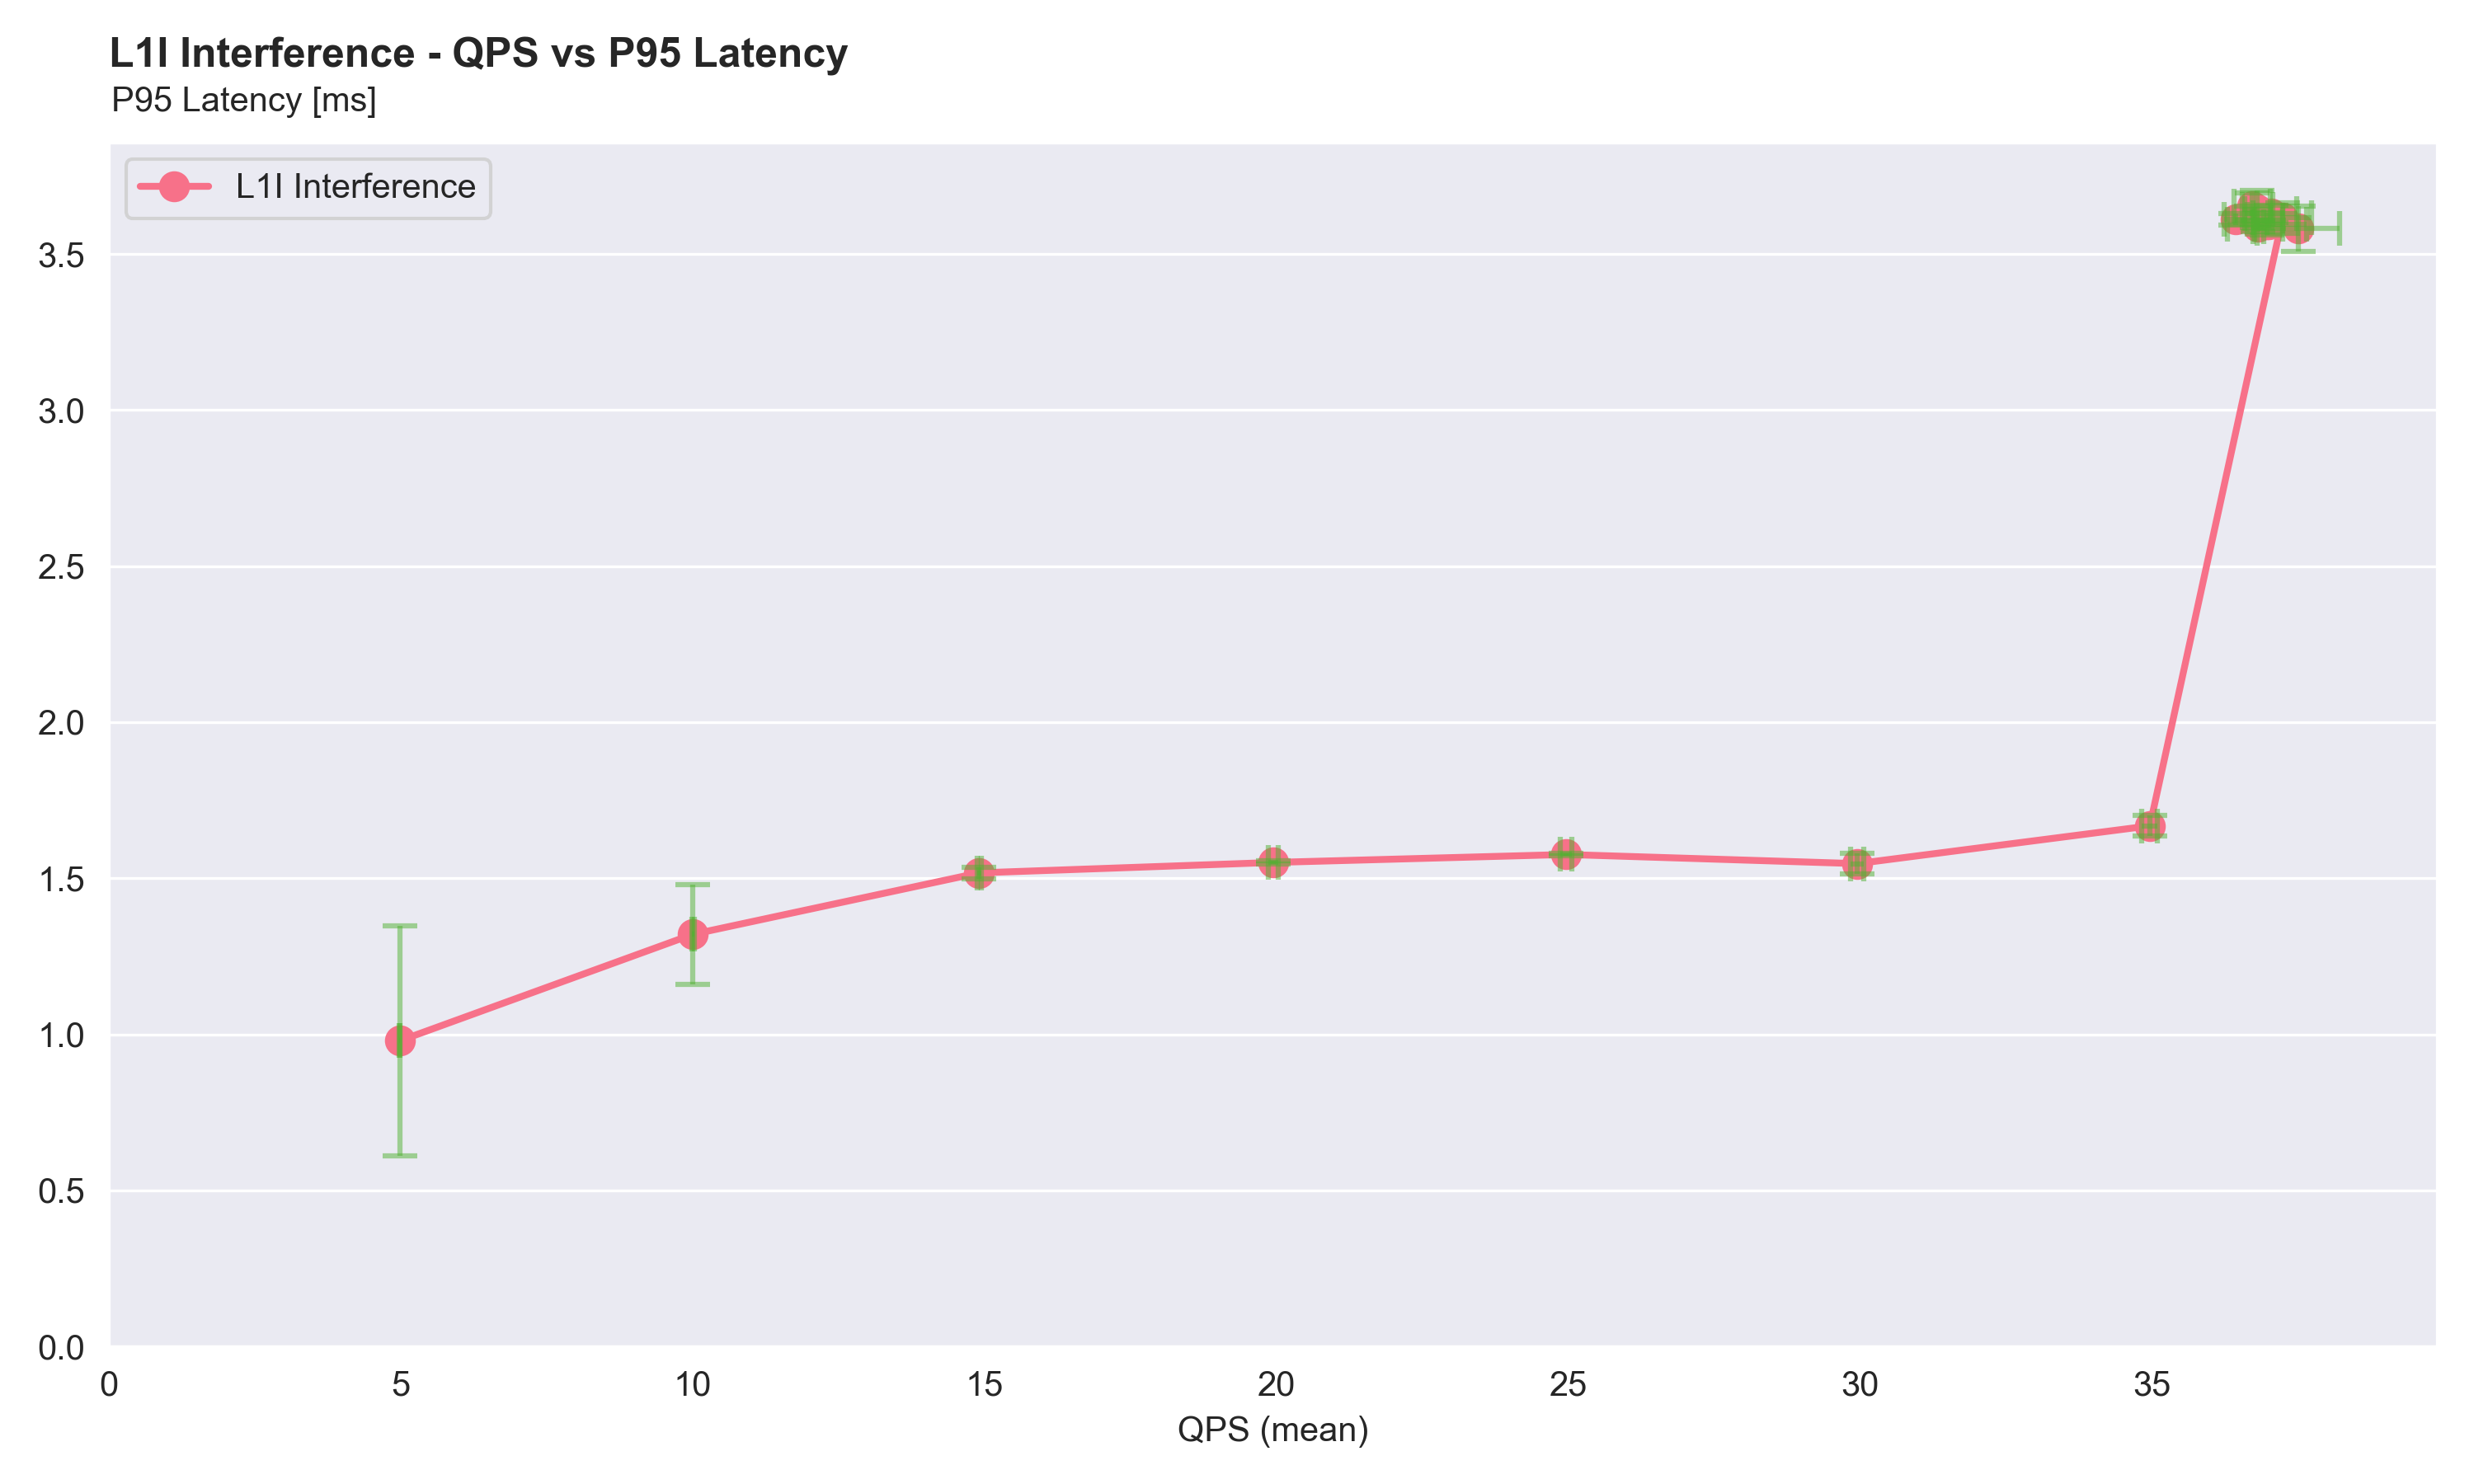 L1I Interference - QPS vs P95 Latency
P95 Latency [ms]
L1I Interference
3.5
3.0
2.5
2.0
1.5
1.0
0.5
0.0
0 5 10 15 20 25 30 35
QPS (mean)